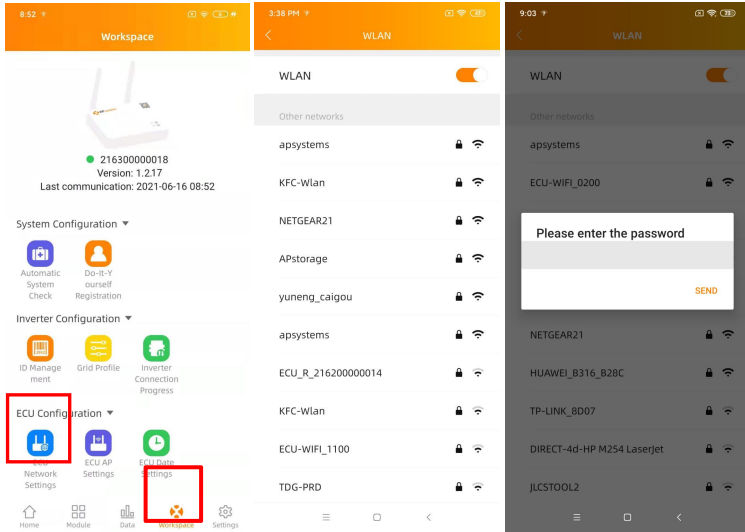 8:52
Workspace
216300000018
Version: 1.2.17
Last communication: 2021-06-16 08:52
System Configuration
Automatic
System
Check
Do-It-Y
ourself
Registration
Inverter Configuration
ID Manage
ment
Grid Profile
Inverter
Connection
Progress
ECU Configuration
ECU
Network
Settings
ECU AP
Settings
ECU Date
Settings
Home
Module
Data
Workspace
Settings
3:38 PM
WLAN
WLAN
Other networks
apsystems
KFC-Wlan
NETGEAR21
APstorage
yuneng_caigou
apsystems
ECU_R_216200000014
KFC-Wlan
ECU-WIFI_1100
TDG-PRD
9:03
WLAN
WLAN
Other networks
apsystems
ECU-WIFI_0200
Please enter the password
SEND
NETGEAR21
HUAWEI_B316_B28C
TP-LINK_8D07
DIRECT-4d-HP M254 LaserJet
JLCSTOOL2